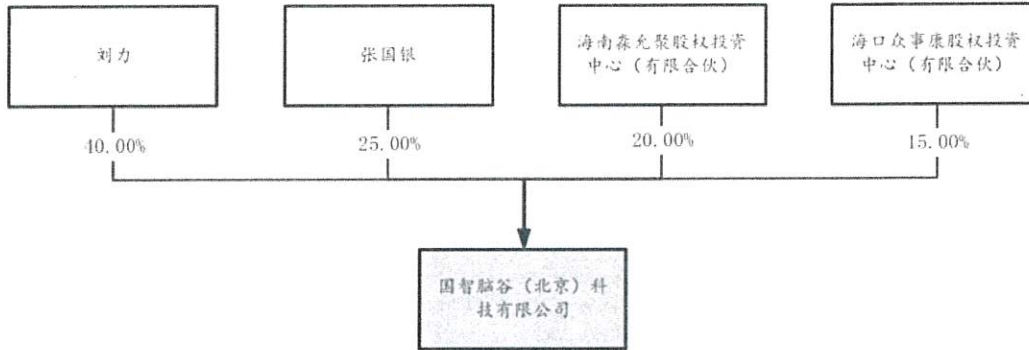 刘力
张国银
海南淼允聚股权投资
中心（有限合伙）
海口众事康股权投资
中心（有限合伙）
40.00%
25.00%
20.00%
15.00%
国智脑谷（北京）科
技有限公司